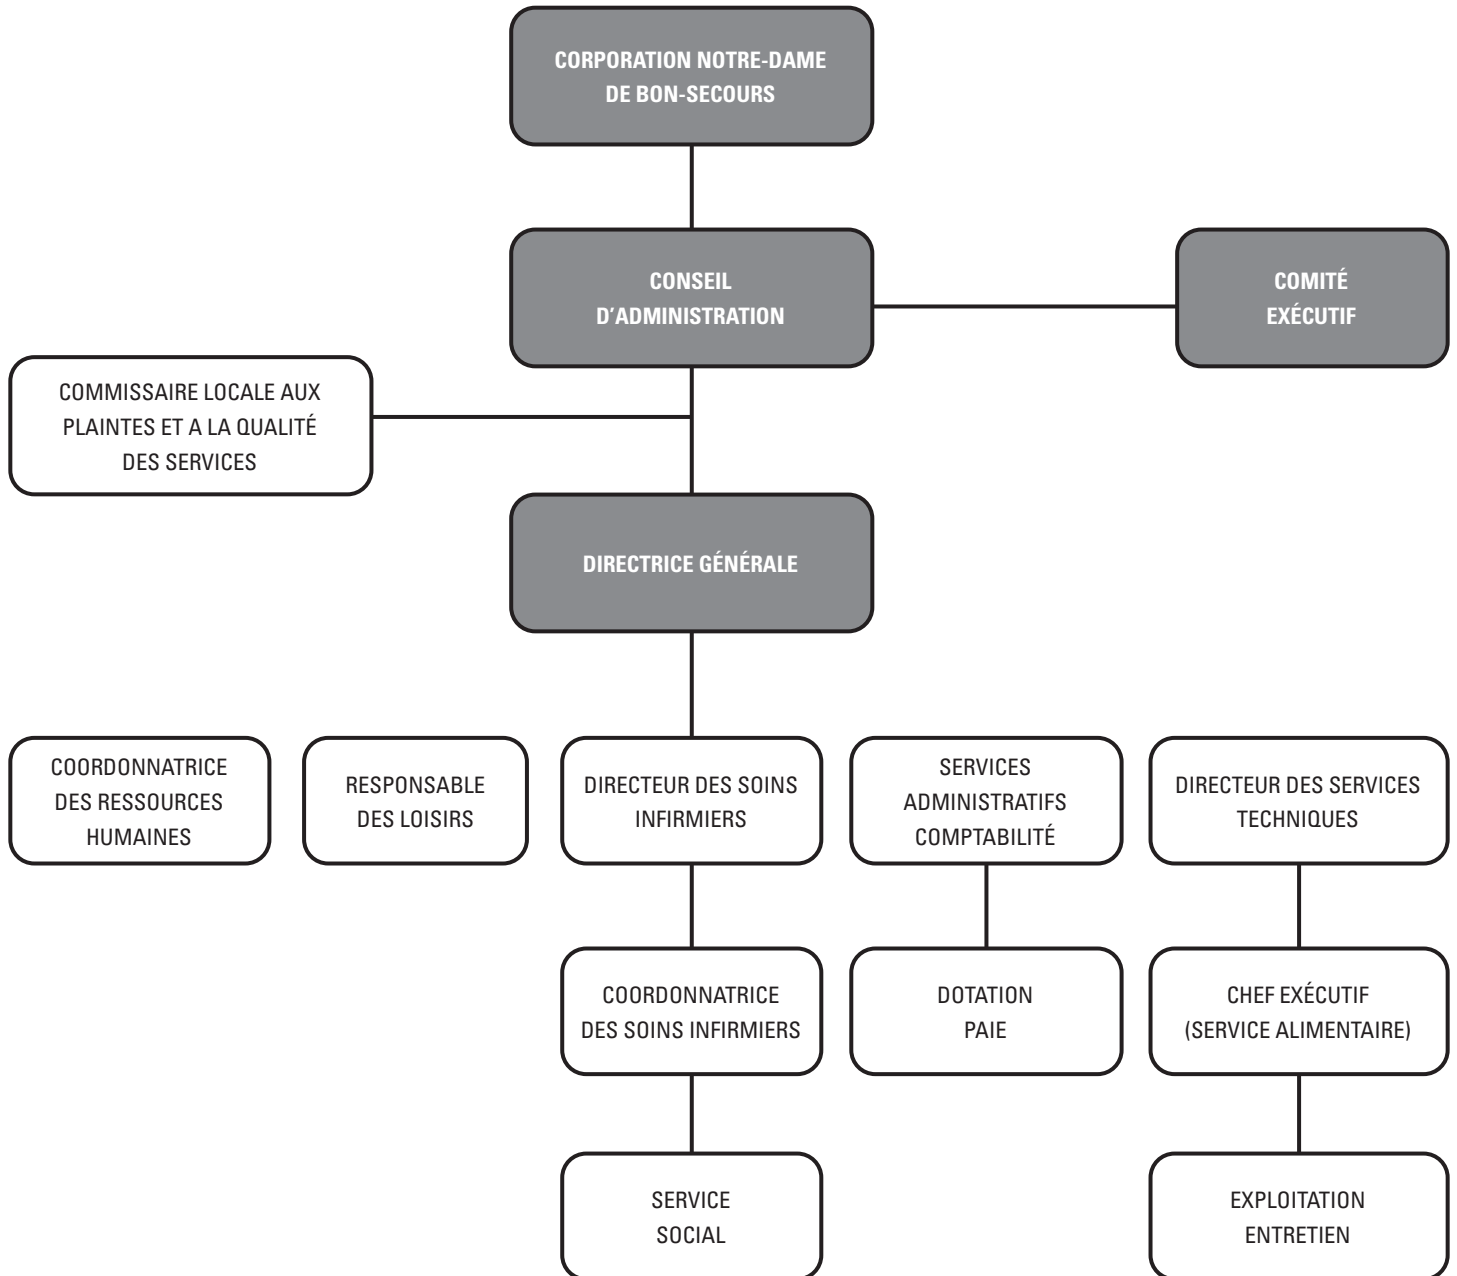 CORPORATION NOTRE-DAME
DE BON-SECOURS
CONSEIL
D'ADMINISTRATION
COMITÉ
EXÉCUTIF
COMMISSAIRE LOCALE AUX
PLAINTES ET A LA QUALITÉ
DES SERVICES
DIRECTRICE GÉNÉRALE
COORDONNATRICE
DES RESSOURCES
HUMAINES
RESPONSABLE
DES LOISIRS
DIRECTEUR DES SOINS
INFIRMIERS
SERVICES
ADMINISTRATIFS
COMPTABILITÉ
DIRECTEUR DES SERVICES
TECHNIQUES
COORDONNATRICE
DES SOINS INFIRMIERS
DOTATION
PAIE
CHEF EXÉCUTIF
(SERVICE ALIMENTAIRE)
SERVICE
SOCIAL
EXPLOITATION
ENTRETIEN